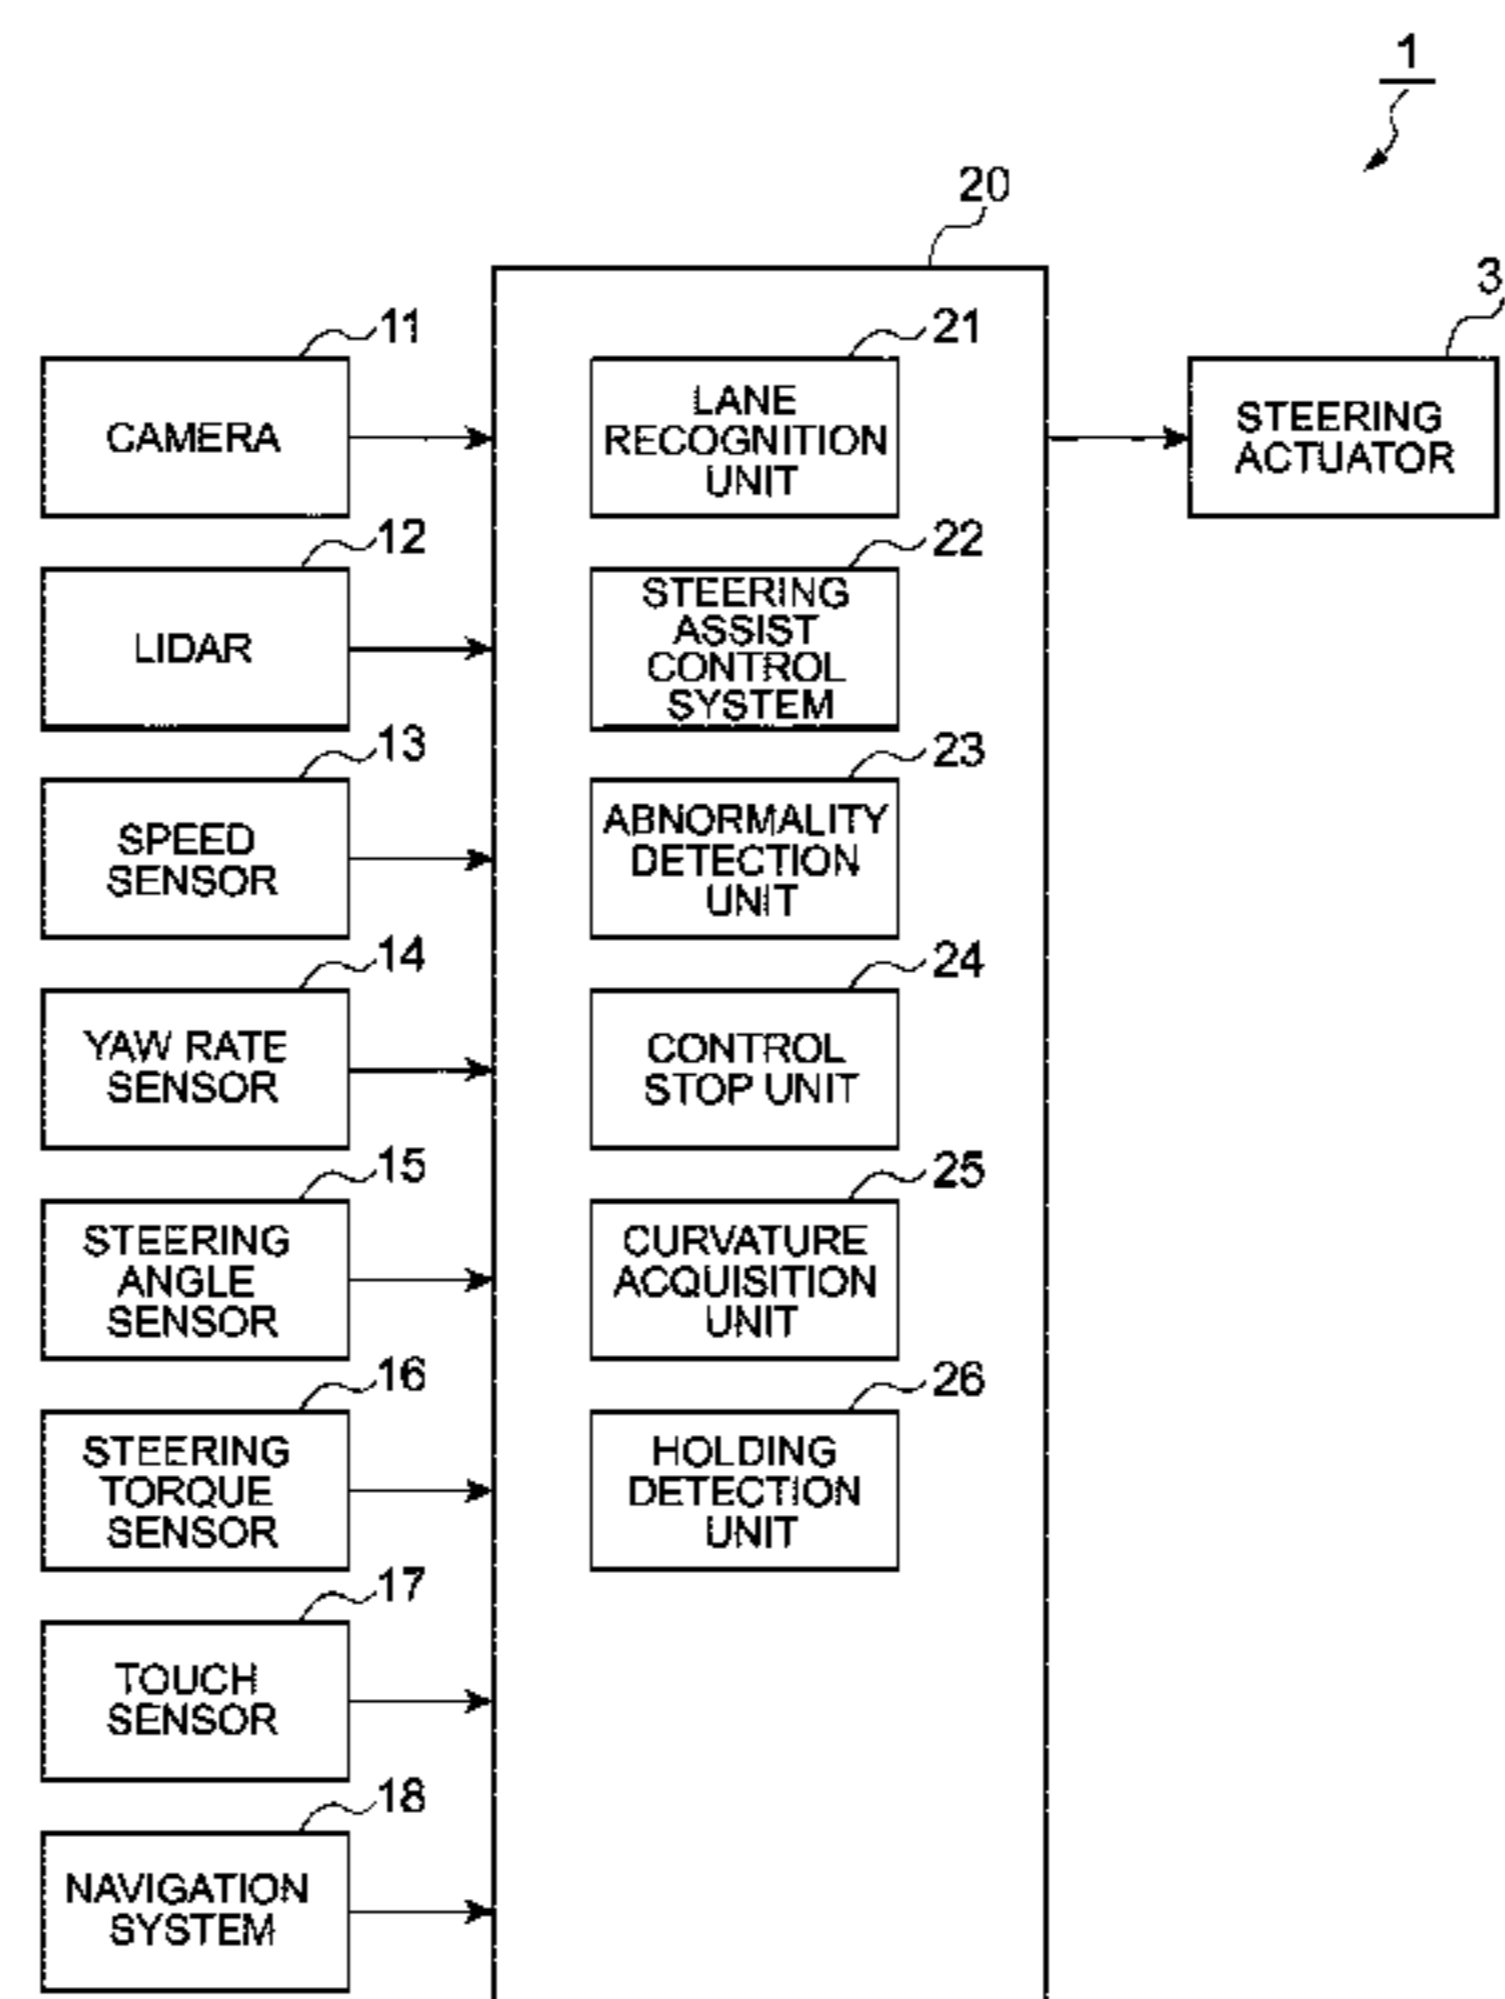 1
20
3
11
CAMERA
21
LANE
RECOGNITION
UNIT
STEERING
ACTUATOR
12
LIDAR
22
STEERING
ASSIST
CONTROL
SYSTEM
13
SPEED
SENSOR
23
ABNORMALITY
DETECTION
UNIT
14
YAW RATE
SENSOR
24
CONTROL
STOP UNIT
15
STEERING
ANGLE
SENSOR
25
CURVATURE
ACQUISITION
UNIT
16
STEERING
TORQUE
SENSOR
26
HOLDING
DETECTION
UNIT
17
TOUCH
SENSOR
18
NAVIGATION
SYSTEM